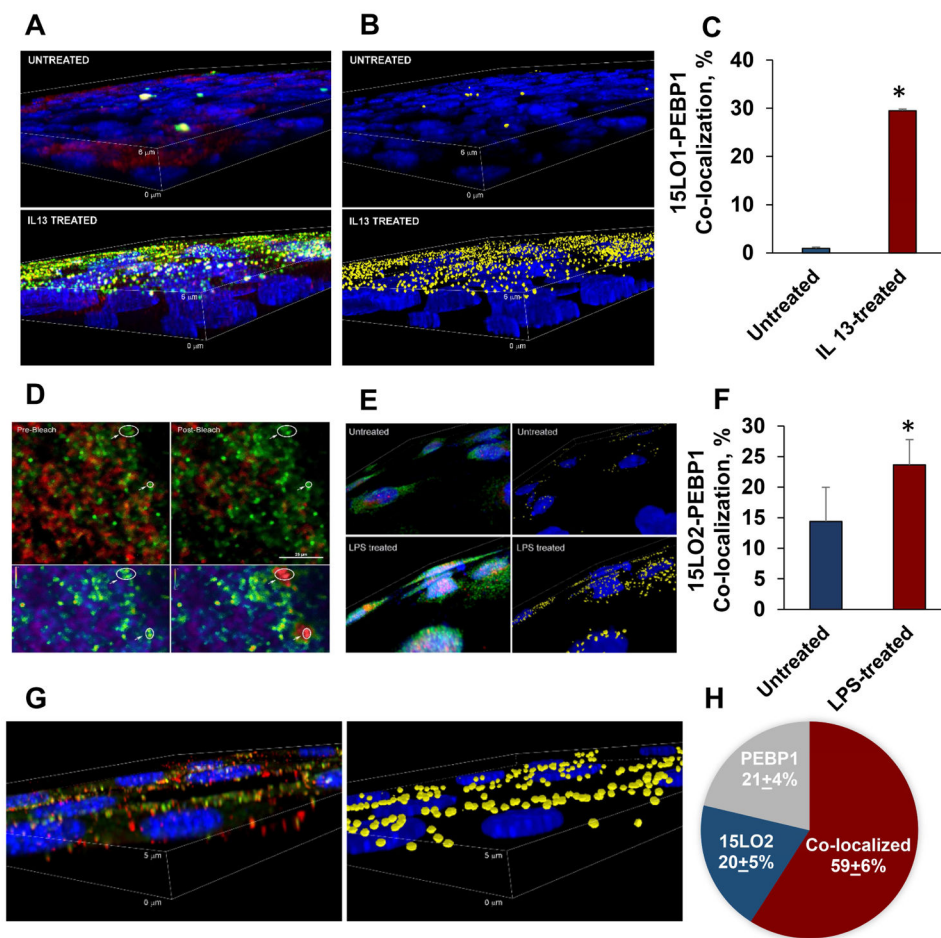 A
B
C
UNTREATED
6 µm
0 µm
IL13 TREATED
6 µm
0 µm
UNTREATED
6 µm
0 µm
IL13 TREATED
6 µm
0 µm
15LO1-PEBP1
Co-localization, %
40
30
20
10
0
*
Untreated
IL 13-treated
D
E
F
Pre-Bleach
Post-Bleach
Untreated
Untreated
LPS treated
LPS treated
15LO2-PEBP1
Co-localization, %
30
25
20
15
10
5
0
*
Untreated
LPS-treated
G
H
5 µm
0 µm
5 µm
0 µm
PEBP1
21±4%
15LO2
20±5%
Co-localized
59±6%